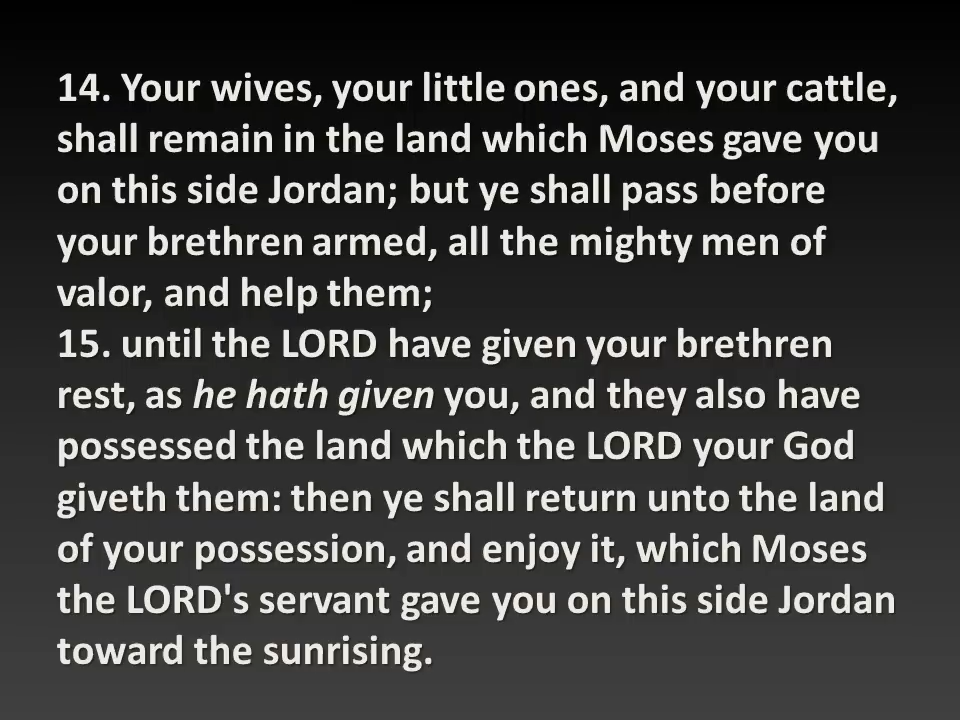 14. Your wives, your little ones, and your cattle,
shall remain in the land which Moses gave you
on this side Jordan; but ye shall pass before
your brethren armed, all the mighty men of
valor, and help them;
15. until the LORD have given your brethren
rest, as he hath given you, and they also have
possessed the land which the LORD your God
giveth them: then ye shall return unto the land
of your possession, and enjoy it, which Moses
the LORD's servant gave you on this side Jordan
toward the sunrising.